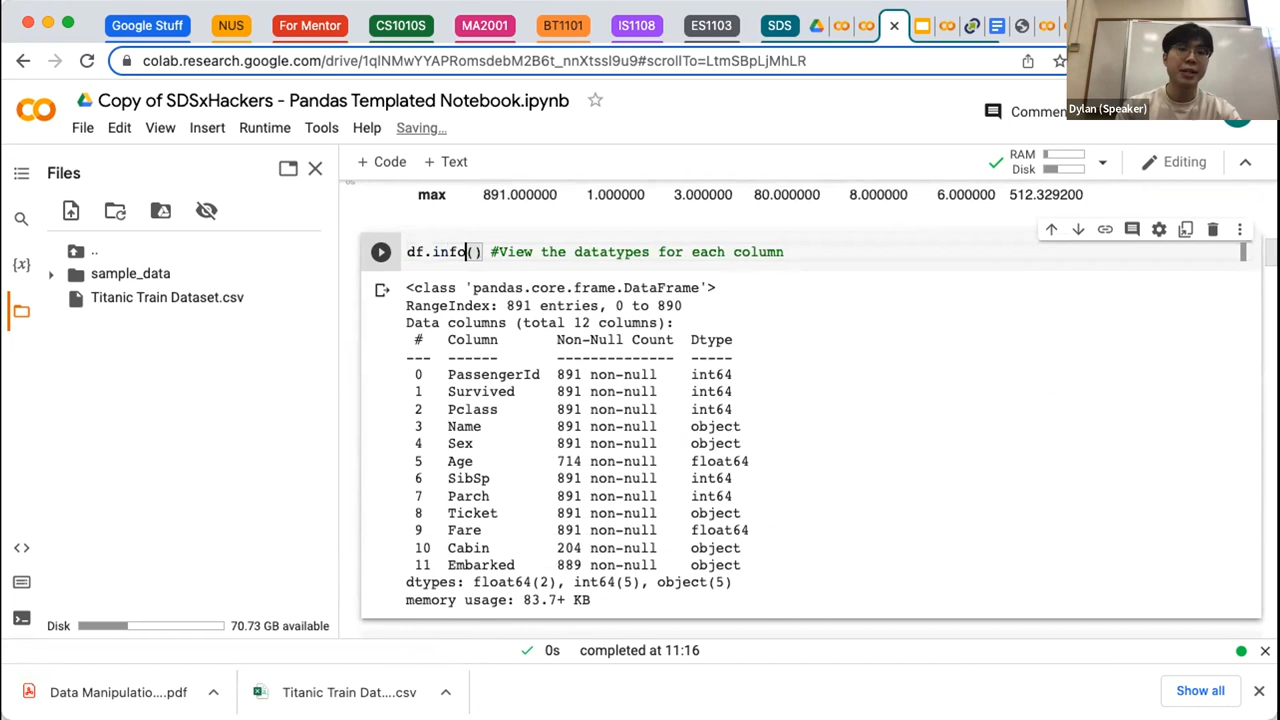 Google Stuff NUS For Mentor CS1010S MA2001 BT1101 IS1108 ES1103 SDS
colab.research.google.com/drive/1qlNMwYYAPRomsdebM2B6t_nnXtssl9u9#scrollTo=LtmSBpLjMhLR
Dylan (Speaker)
Copy of SDSxHackers - Pandas Templated Notebook.ipynb
File Edit View Insert Runtime Tools Help Saving...
Files
+ Code + Text
RAM
Disk
Editing
max 891.000000 1.000000 3.000000 80.000000 8.000000 6.000000 512.329200
..
sample_data
Titanic Train Dataset.csv
{x}
df.info() #View the datatypes for each column
<class 'pandas.core.frame.DataFrame'>
RangeIndex: 891 entries, 0 to 890
Data columns (total 12 columns):
# Column Non-Null Count Dtype
--- ------ -------------- -----
0 PassengerId 891 non-null int64
1 Survived 891 non-null int64
2 Pclass 891 non-null int64
3 Name 891 non-null object
4 Sex 891 non-null object
5 Age 714 non-null float64
6 SibSp 891 non-null int64
7 Parch 891 non-null int64
8 Ticket 891 non-null object
9 Fare 891 non-null float64
10 Cabin 204 non-null object
11 Embarked 889 non-null object
dtypes: float64(2), int64(5), object(5)
memory usage: 83.7+ KB
Disk 70.73 GB available
0s completed at 11:16
Data Manipulatio....pdf
Titanic Train Dat....csv
Show all